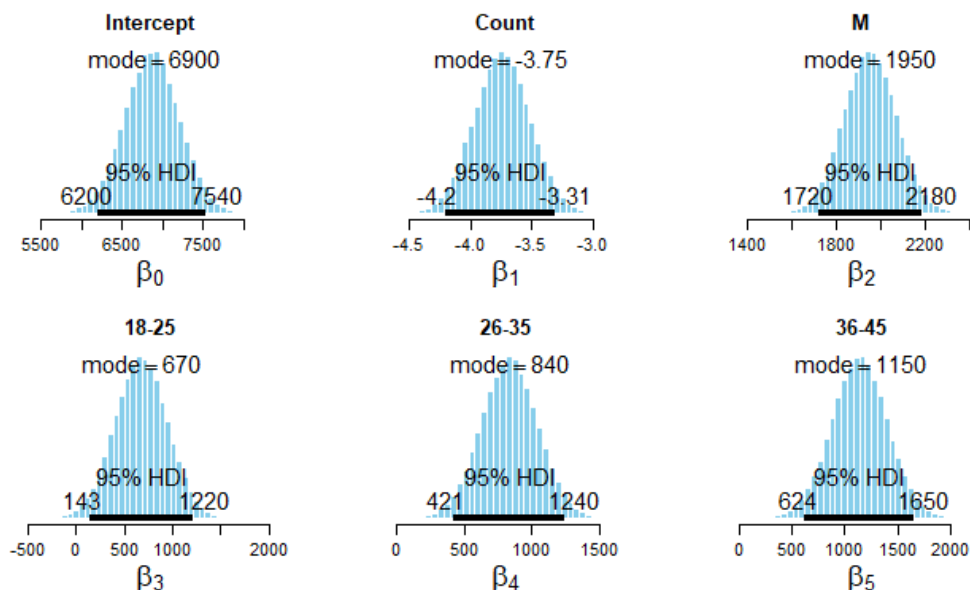 Intercept
mode = 6900
95% HDI
6200 7540
5500 6500 7500
β0
Count
mode = -3.75
95% HDI
-4.2 -3.31
-4.5 -4.0 -3.5 -3.0
β1
M
mode = 1950
95% HDI
1720 2180
1400 1800 2200
β2
18-25
mode = 670
95% HDI
143 1220
-500 0 500 1000 2000
β3
26-35
mode = 840
95% HDI
421 1240
0 500 1000 1500
β4
36-45
mode = 1150
95% HDI
624 1650
0 500 1000 1500 2000
β5